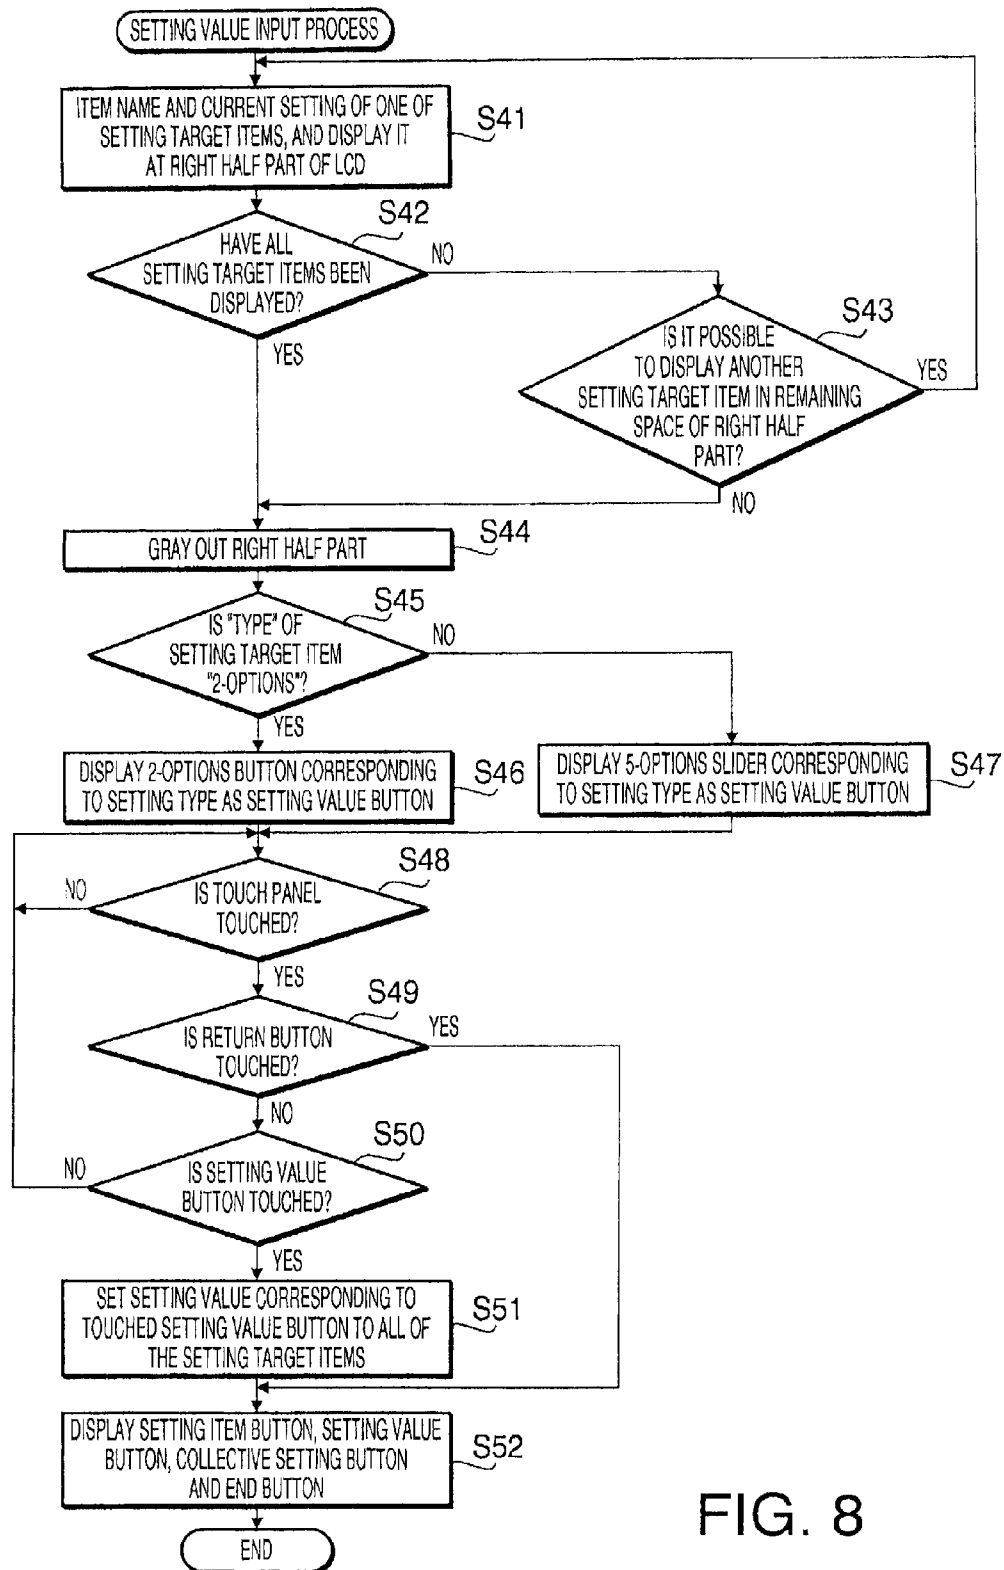 SETTING VALUE INPUT PROCESS
ITEM NAME AND CURRENT SETTING OF ONE OF
SETTING TARGET ITEMS, AND DISPLAY IT
AT RIGHT HALF PART OF LCD
S41
S42
HAVE ALL
SETTING TARGET ITEMS BEEN
DISPLAYED?
NO
YES
S43
IS IT POSSIBLE
TO DISPLAY ANOTHER
SETTING TARGET ITEM IN REMAINING
SPACE OF RIGHT HALF
PART?
YES
NO
GRAY OUT RIGHT HALF PART
S44
S45
IS "TYPE" OF
SETTING TARGET ITEM
"2-OPTIONS"?
NO
YES
DISPLAY 2-OPTIONS BUTTON CORRESPONDING
TO SETTING TYPE AS SETTING VALUE BUTTON
S46
DISPLAY 5-OPTIONS SLIDER CORRESPONDING
TO SETTING TYPE AS SETTING VALUE BUTTON
S47
S48
IS TOUCH PANEL
TOUCHED?
NO
YES
S49
IS RETURN BUTTON
TOUCHED?
YES
NO
S50
IS SETTING VALUE
BUTTON TOUCHED?
NO
YES
SET SETTING VALUE CORRESPONDING TO
TOUCHED SETTING VALUE BUTTON TO ALL OF
THE SETTING TARGET ITEMS
S51
DISPLAY SETTING ITEM BUTTON, SETTING VALUE
BUTTON, COLLECTIVE SETTING BUTTON
AND END BUTTON
S52
END
FIG. 8